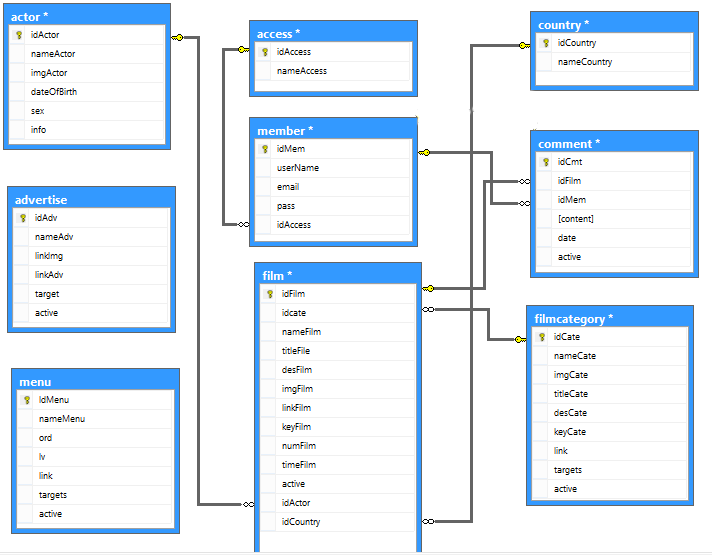 actor *
idActor
nameActor
imgActor
dateOfBirth
sex
info
access *
idAccess
nameAccess
country *
idCountry
nameCountry
member *
idMem
userName
email
pass
idAccess
comment *
idCmt
idFilm
idMem
[content]
date
active
advertise
idAdv
nameAdv
linkImg
linkAdv
target
active
film *
idFilm
idcate
nameFilm
titleFile
desFilm
imgFilm
linkFilm
keyFilm
numFilm
timeFilm
active
idActor
idCountry
filmcategory *
idCate
nameCate
imgCate
titleCate
desCate
keyCate
link
targets
active
menu
idMenu
nameMenu
ord
lv
link
targets
active